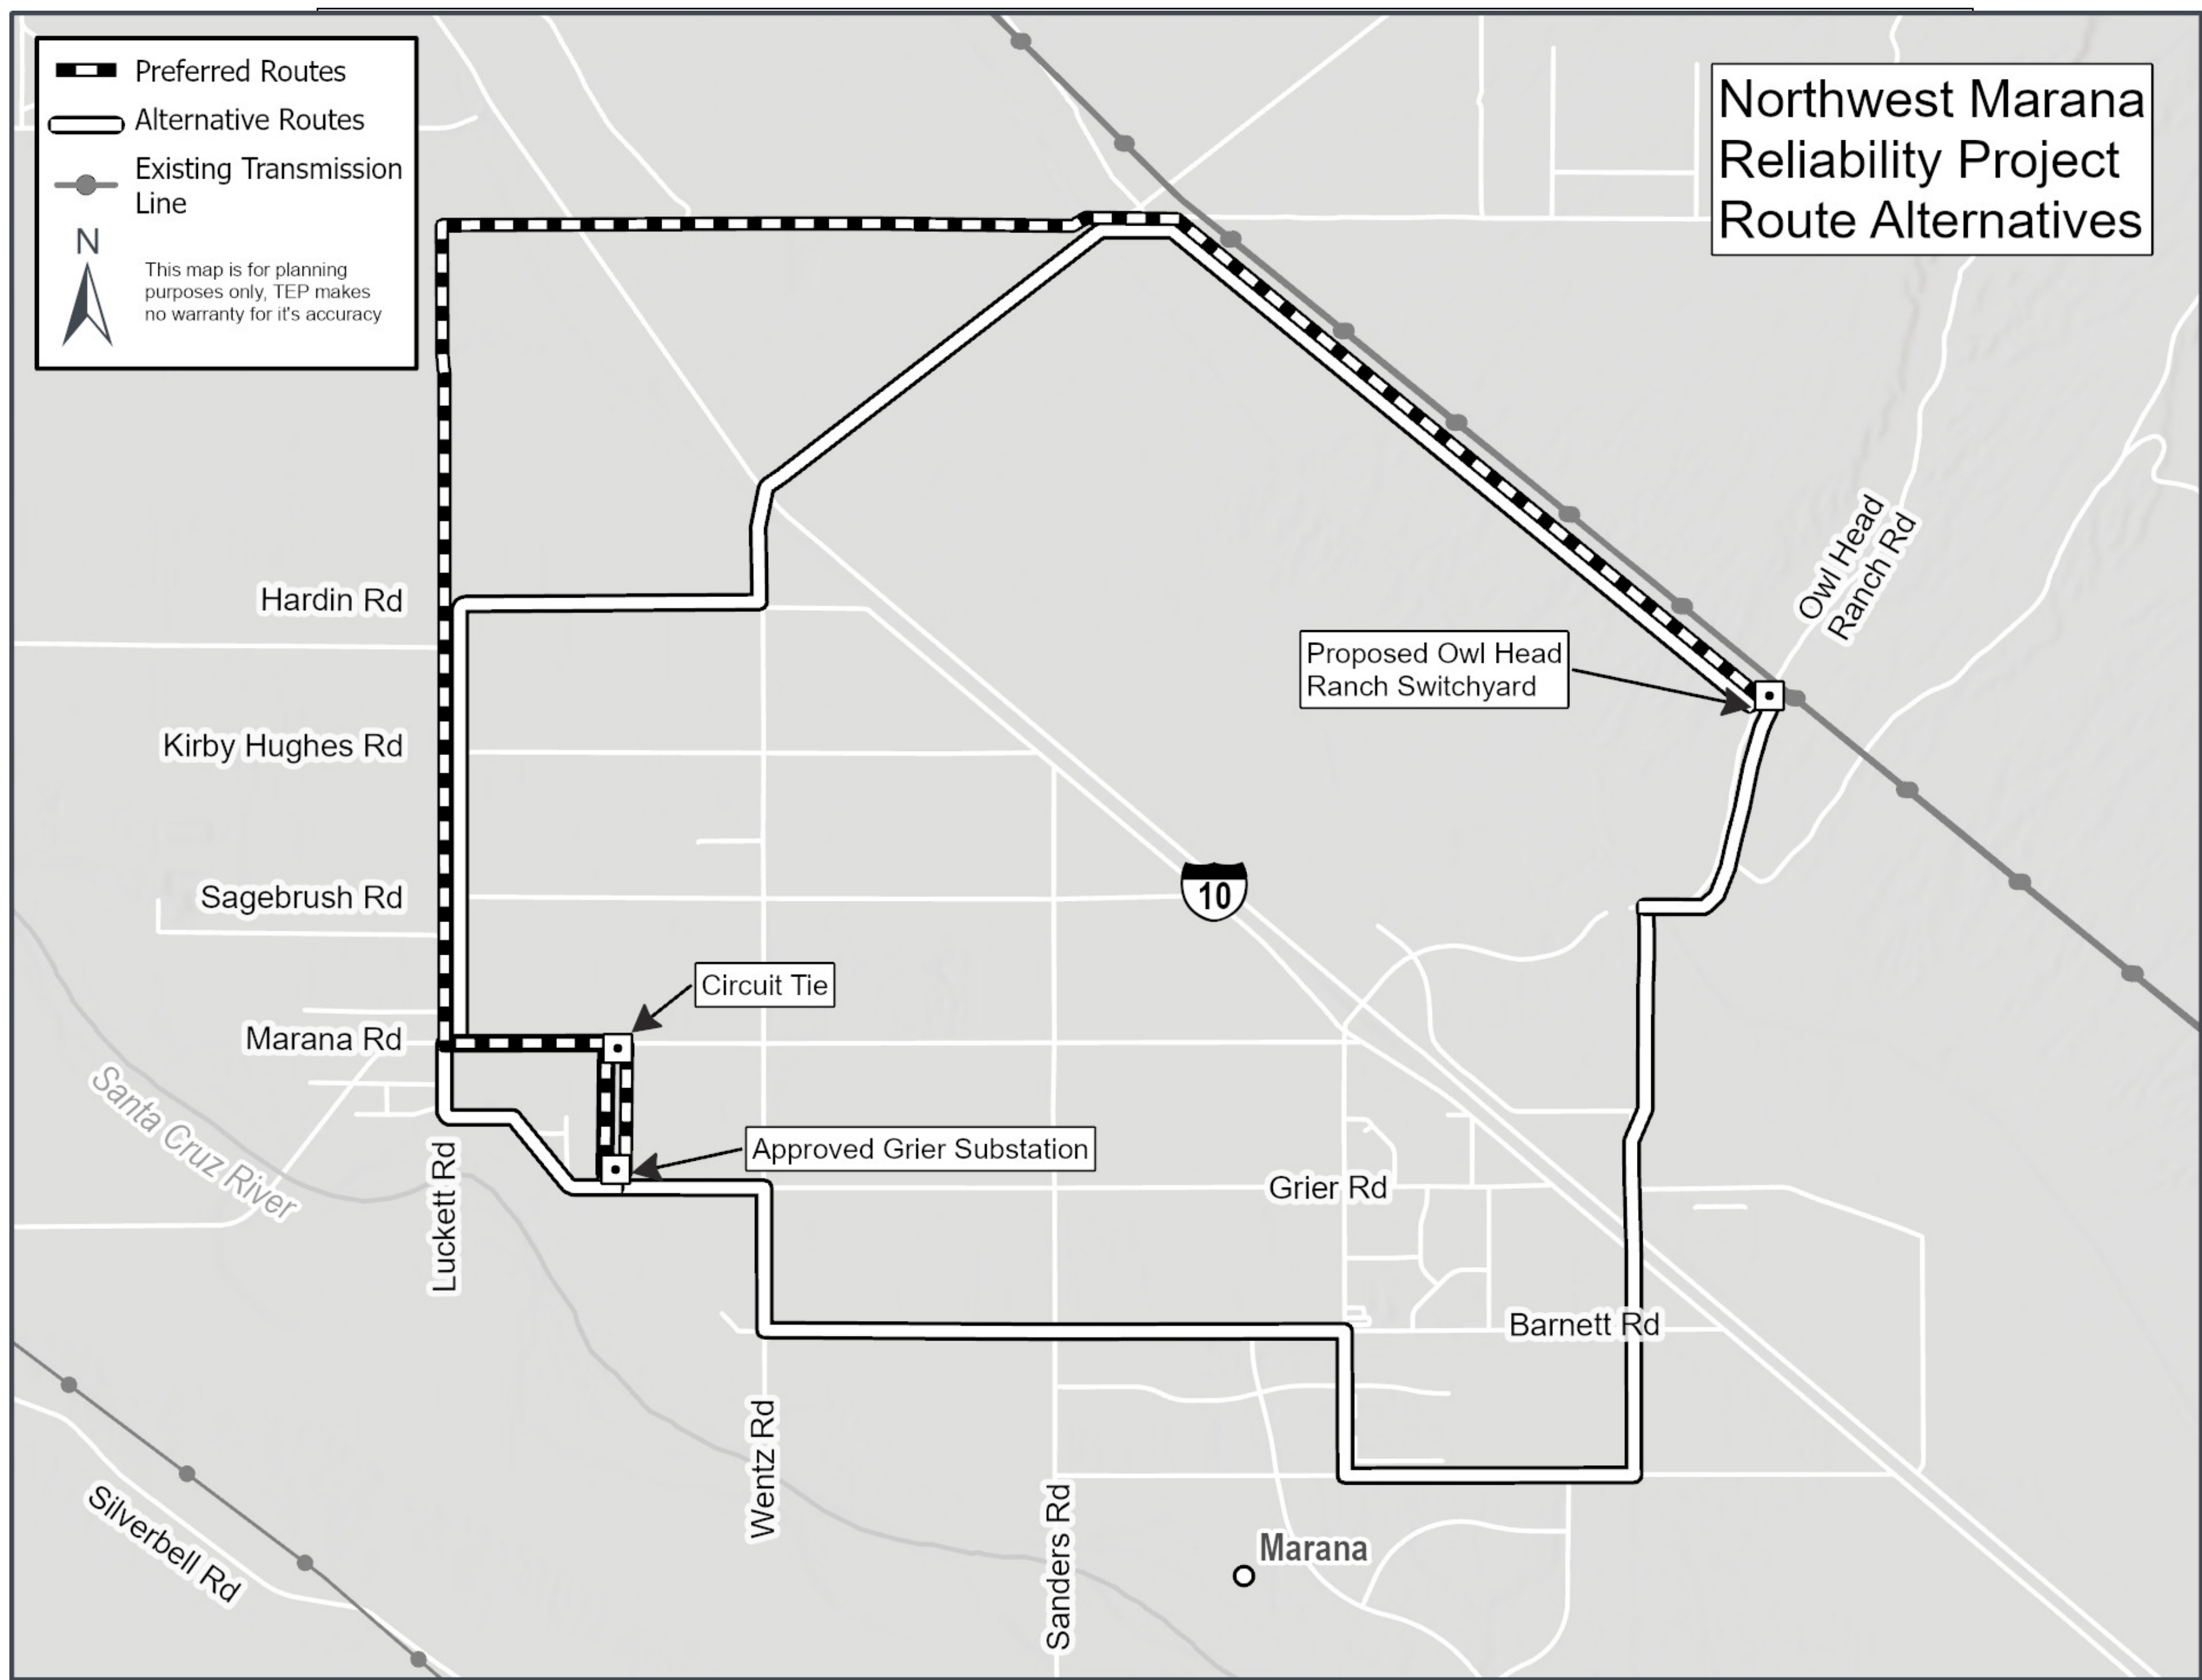 Preferred Routes
Alternative Routes
Existing Transmission
Line
N
This map is for planning
purposes only, TEP makes
no warranty for it's accuracy
Northwest Marana
Reliability Project
Route Alternatives
Owl Head
Ranch Rd
Hardin Rd
Proposed Owl Head
Ranch Switchyard
Kirby Hughes Rd
Sagebrush Rd
10
Circuit Tie
Marana Rd
Santa Cruz River
Approved Grier Substation
Luckett Rd
Grier Rd
Barnett Rd
Wentz Rd
Sanders Rd
Silverbell Rd
Marana